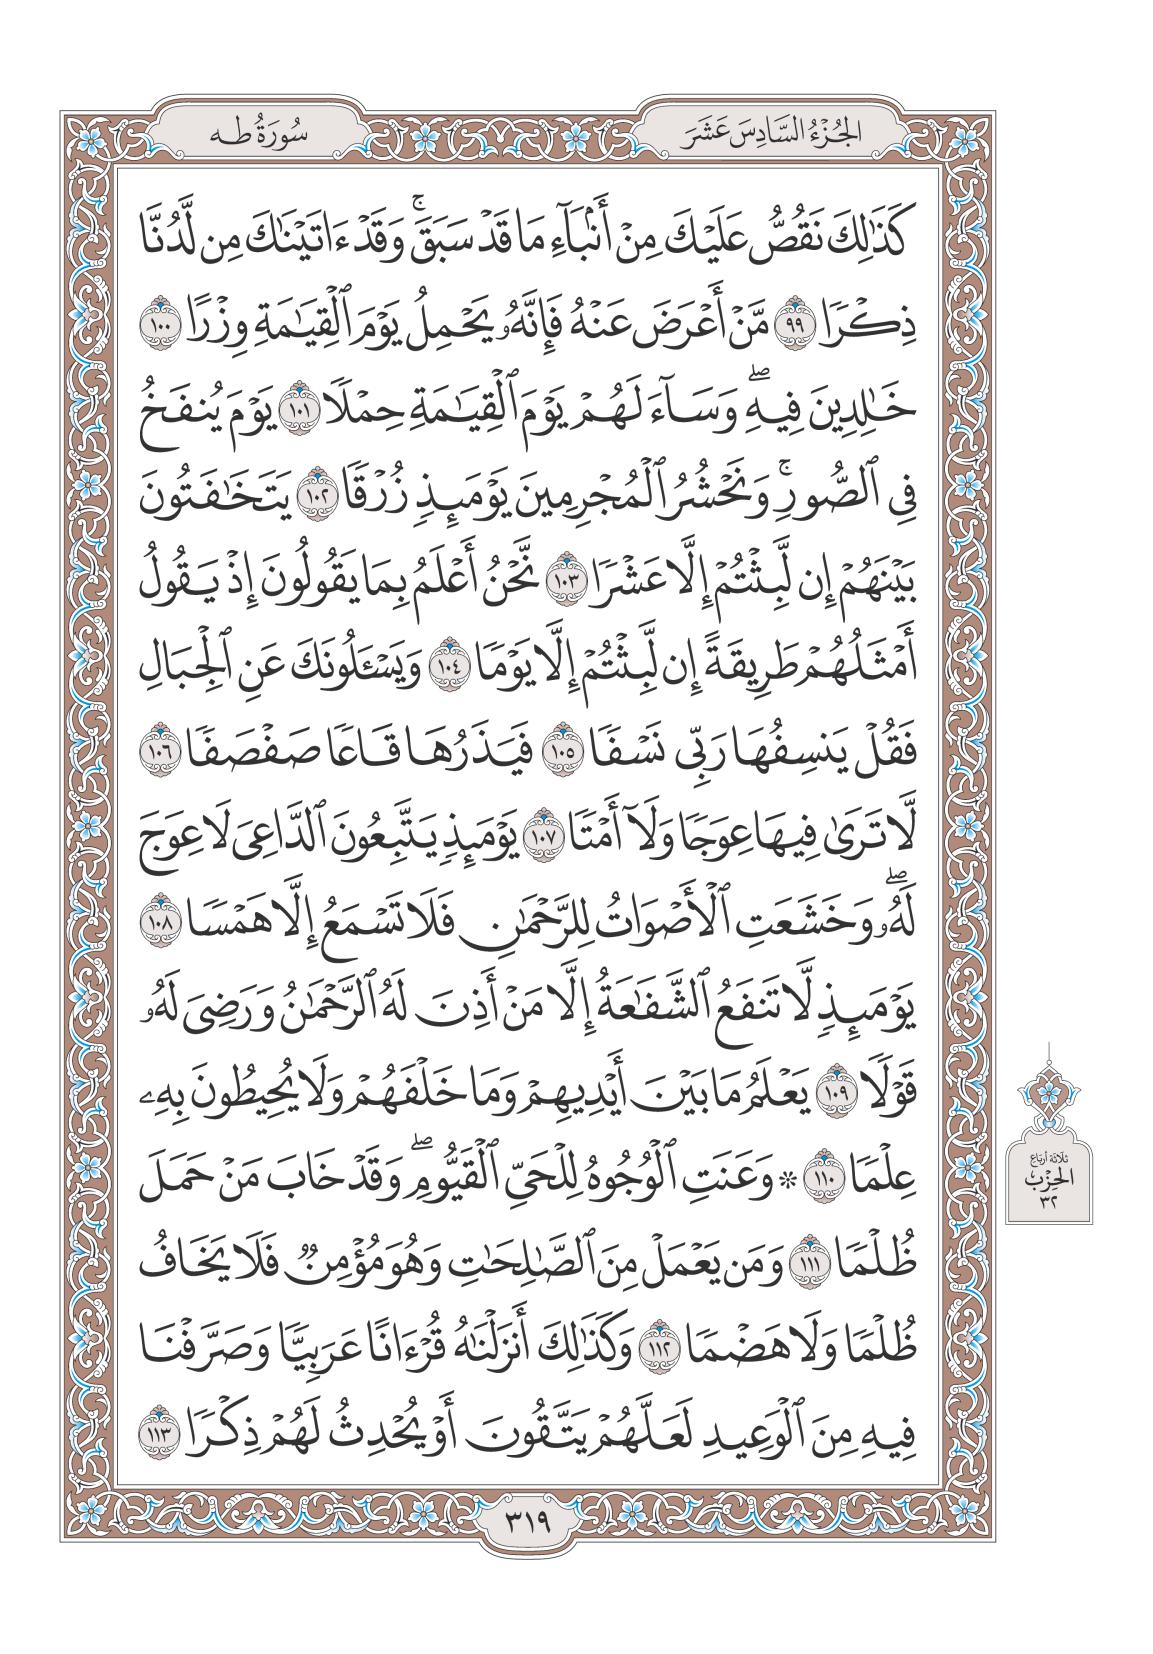 الجُزْءُ السَّادِسَ عَشَرَ
سُورَةُ طه
كَذَٰلِكَ نَقُصُّ عَلَيْكَ مِنْ أَنۢبَآءِ مَا قَدْ سَبَقَۚ وَقَدْ ءَاتَيْنَٰكَ مِن لَّدُنَّا
ذِكْرًا ٩٩ مَّنْ أَعْرَضَ عَنْهُ فَإِنَّهُۥ يَحْمِلُ يَوْمَ ٱلْقِيَٰمَةِ وِزْرًا ١٠٠
خَٰلِدِينَ فِيهِۖ وَسَآءَ لَهُمْ يَوْمَ ٱلْقِيَٰمَةِ حِمْلًا ١٠١ يَوْمَ يُنفَخُ
فِي ٱلصُّورِۚ وَنَحْشُرُ ٱلْمُجْرِمِينَ يَوْمَئِذٍ زُرْقًا ١٠٢ يَتَخَٰفَتُونَ
بَيْنَهُمْ إِن لَّبِثْتُمْ إِلَّا عَشْرًا ١٠٣ نَّحْنُ أَعْلَمُ بِمَا يَقُولُونَ إِذْ يَقُولُ
أَمْثَلُهُمْ طَرِيقَةً إِن لَّبِثْتُمْ إِلَّا يَوْمًا ١٠٤ وَيَسْـَٔلُونَكَ عَنِ ٱلْجِبَالِ
فَقُلْ يَنسِفُهَا رَبِّي نَسْفًا ١٠٥ فَيَذَرُهَا قَاعًا صَفْصَفًا ١٠٦
لَّا تَرَىٰ فِيهَا عِوَجًا وَلَآ أَمْتًا ١٠٧ يَوْمَئِذٍ يَتَّبِعُونَ ٱلدَّاعِىَ لَا عِوَجَ
لَهُۥۖ وَخَشَعَتِ ٱلْأَصْوَاتُ لِلرَّحْمَٰنِ فَلَا تَسْمَعُ إِلَّا هَمْسًا ١٠٨
يَوْمَئِذٍ لَّا تَنفَعُ ٱلشَّفَٰعَةُ إِلَّا مَنْ أَذِنَ لَهُ ٱلرَّحْمَٰنُ وَرَضِىَ لَهُۥ
قَوْلًا ١٠٩ يَعْلَمُ مَا بَيْنَ أَيْدِيهِمْ وَمَا خَلْفَهُمْ وَلَا يُحِيطُونَ بِهِۦ
عِلْمًا ١١٠ ۞ وَعَنَتِ ٱلْوُجُوهُ لِلْحَيِّ ٱلْقَيُّومِۖ وَقَدْ خَابَ مَنْ حَمَلَ
ظُلْمًا ١١١ وَمَن يَعْمَلْ مِنَ ٱلصَّٰلِحَٰتِ وَهُوَ مُؤْمِنٌ فَلَا يَخَافُ
ظُلْمًا وَلَا هَضْمًا ١١٢ وَكَذَٰلِكَ أَنزَلْنَٰهُ قُرْءَانًا عَرَبِيًّا وَصَرَّفْنَا
فِيهِ مِنَ ٱلْوَعِيدِ لَعَلَّهُمْ يَتَّقُونَ أَوْ يُحْدِثُ لَهُمْ ذِكْرًا ١١٣
ثلاثة أرباع
الحِزْب
٣٢
٣١٩